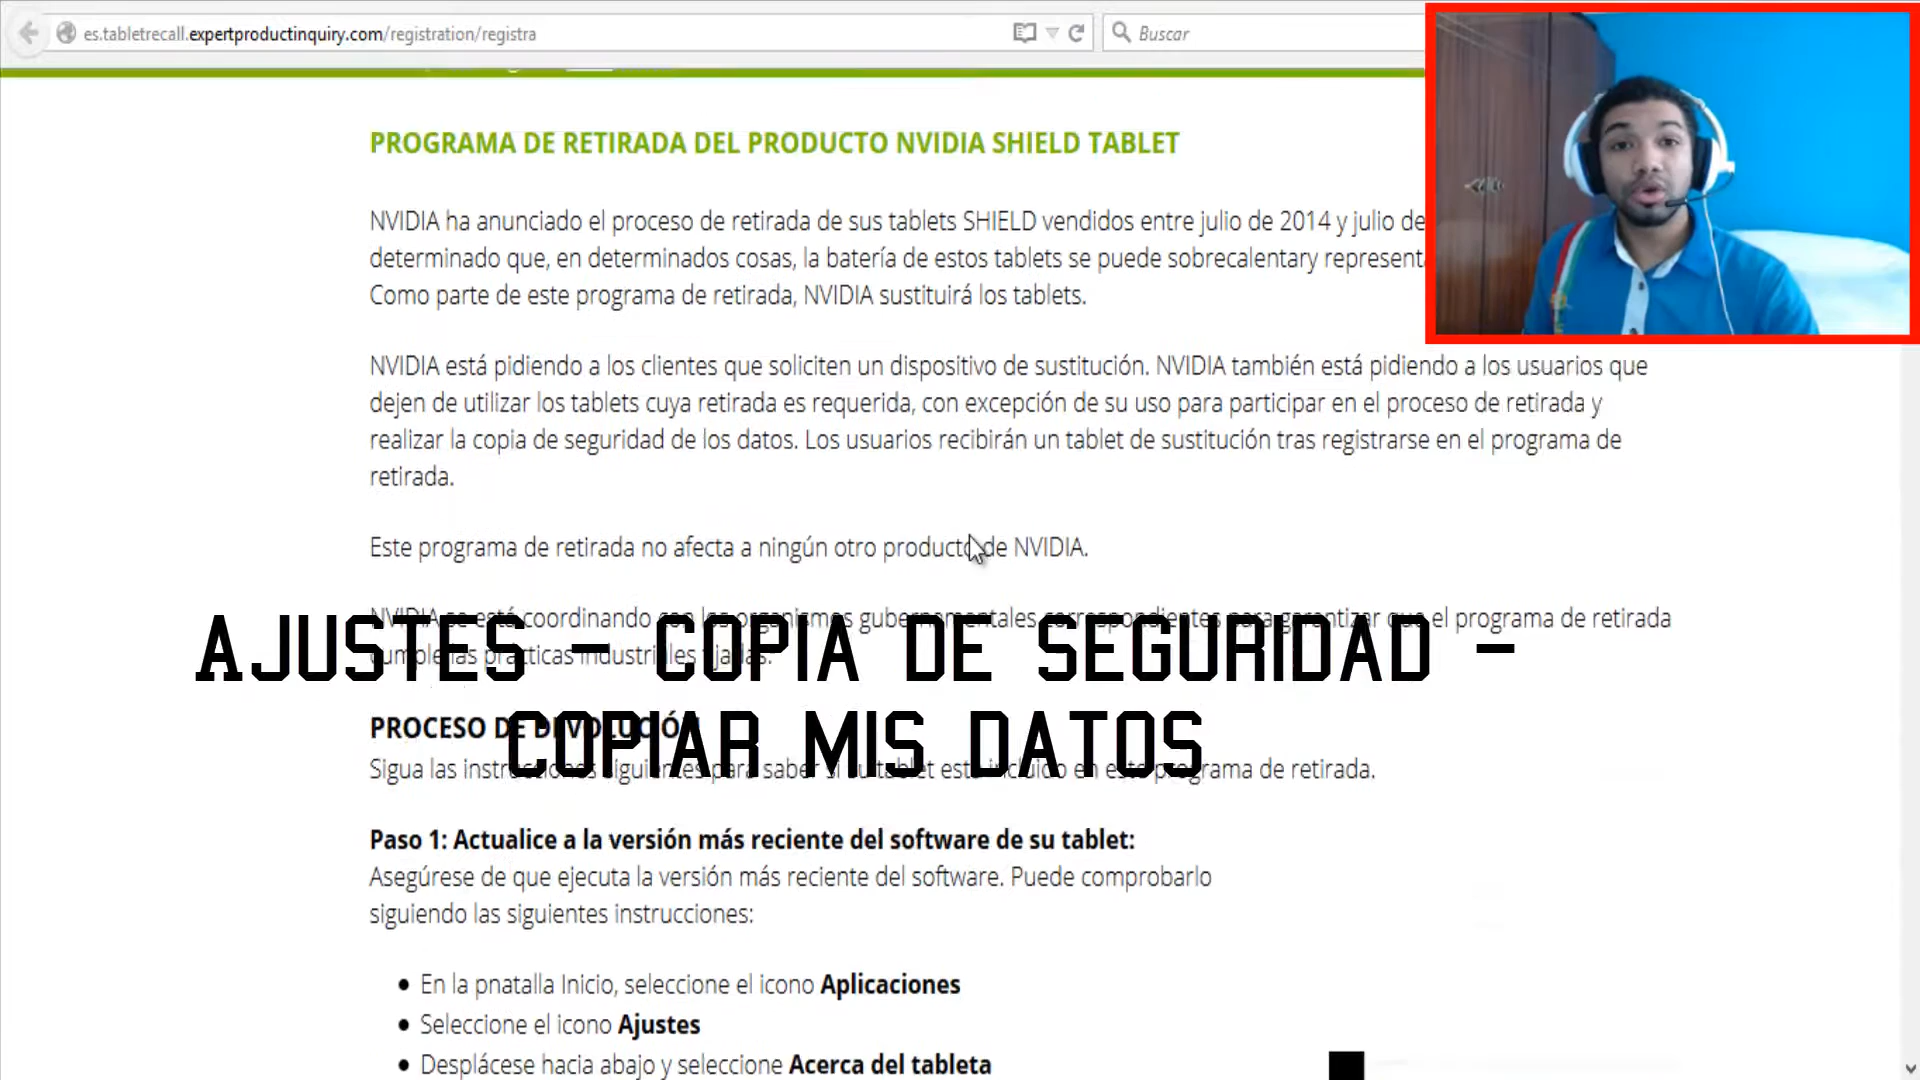 es.tabletrecall.expertproductinquiry.com/registration/registra
Buscar
PROGRAMA DE RETIRADA DEL PRODUCTO NVIDIA SHIELD TABLET
NVIDIA ha anunciado el proceso de retirada de sus tablets SHIELD vendidos entre julio de 2014 y julio de
determinado que, en determinados cosas, la batería de estos tablets se puede sobrecalentary representa
Como parte de este programa de retirada, NVIDIA sustituirá los tablets.
NVIDIA está pidiendo a los clientes que soliciten un dispositivo de sustitución. NVIDIA también está pidiendo a los usuarios que
dejen de utilizar los tablets cuya retirada es requerida, con excepción de su uso para participar en el proceso de retirada y
realizar la copia de seguridad de los datos. Los usuarios recibirán un tablet de sustitución tras registrarse en el programa de
retirada.
Este programa de retirada no afecta a ningún otro producto de NVIDIA.
NVIDIA se está coordinando con los organismos gubernamentales correspondientes para garantizar que el programa de retirada
cumple las prácticas industriales fijadas.
AJUSTES - COPIA DE SEGURIDAD -
COPIAR MIS DATOS
PROCESO DE DEVOLUCIÓN
Sigua las instrucciones siguientes para saber si su tablet está incluido en este programa de retirada.
Paso 1: Actualice a la versión más reciente del software de su tablet:
Asegúrese de que ejecuta la versión más reciente del software. Puede comprobarlo
siguiendo las siguientes instrucciones:
• En la pnatalla Inicio, seleccione el icono Aplicaciones
• Seleccione el icono Ajustes
• Desplácese hacia abajo y seleccione Acerca del tableta